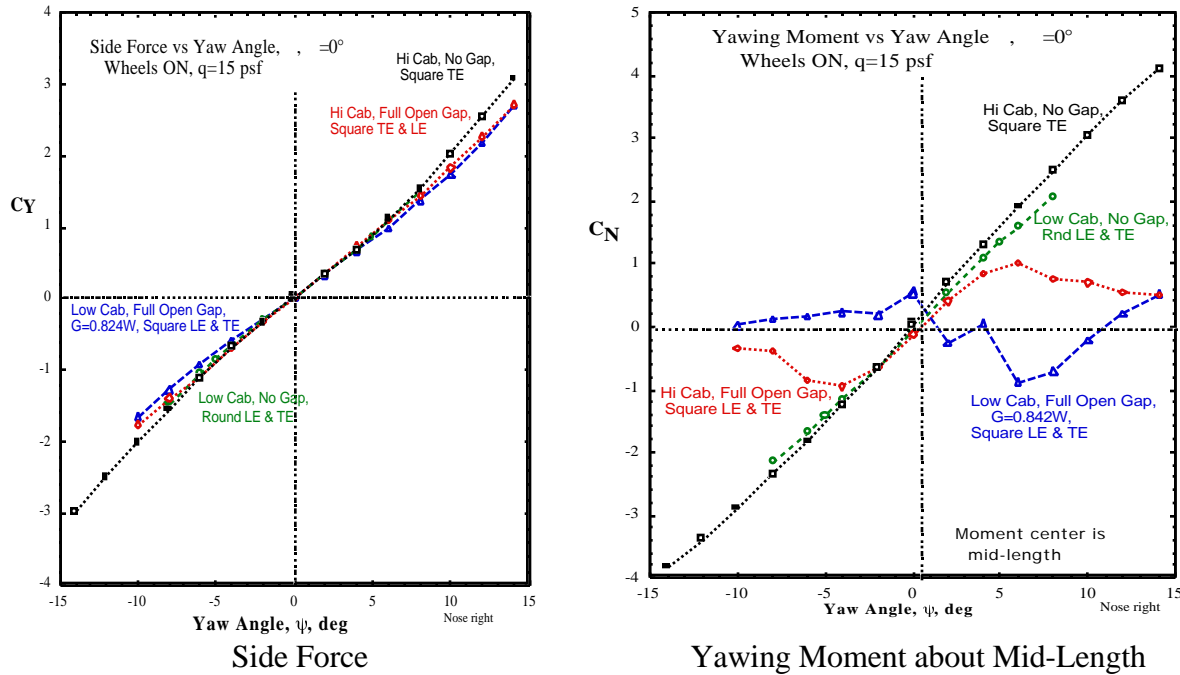 Side Force vs Yaw Angle, , =0°
Wheels ON, q=15 psf
Hi Cab, No Gap,
Square TE
Hi Cab, Full Open Gap,
Square TE & LE
Low Cab, Full Open Gap,
G=0.824W, Square LE & TE
Low Cab, No Gap,
Round LE & TE
CY
4
3
2
1
0
-1
-2
-3
-4
-15
-10
-5
0
5
10
15
Nose right
Yaw Angle, ψ, deg
Side Force
Yawing Moment vs Yaw Angle , =0°
Wheels ON, q=15 psf
Hi Cab, No Gap,
Square TE
Low Cab, No Gap,
Rnd LE & TE
Hi Cab, Full Open Gap,
Square LE & TE
Low Cab, Full Open Gap,
G=0.842W,
Square LE & TE
Moment center is
mid-length
CN
5
4
3
2
1
0
-1
-2
-3
-4
-15
-10
-5
0
5
10
15
Nose right
Yaw Angle, ψ, deg
Yawing Moment about Mid-Length